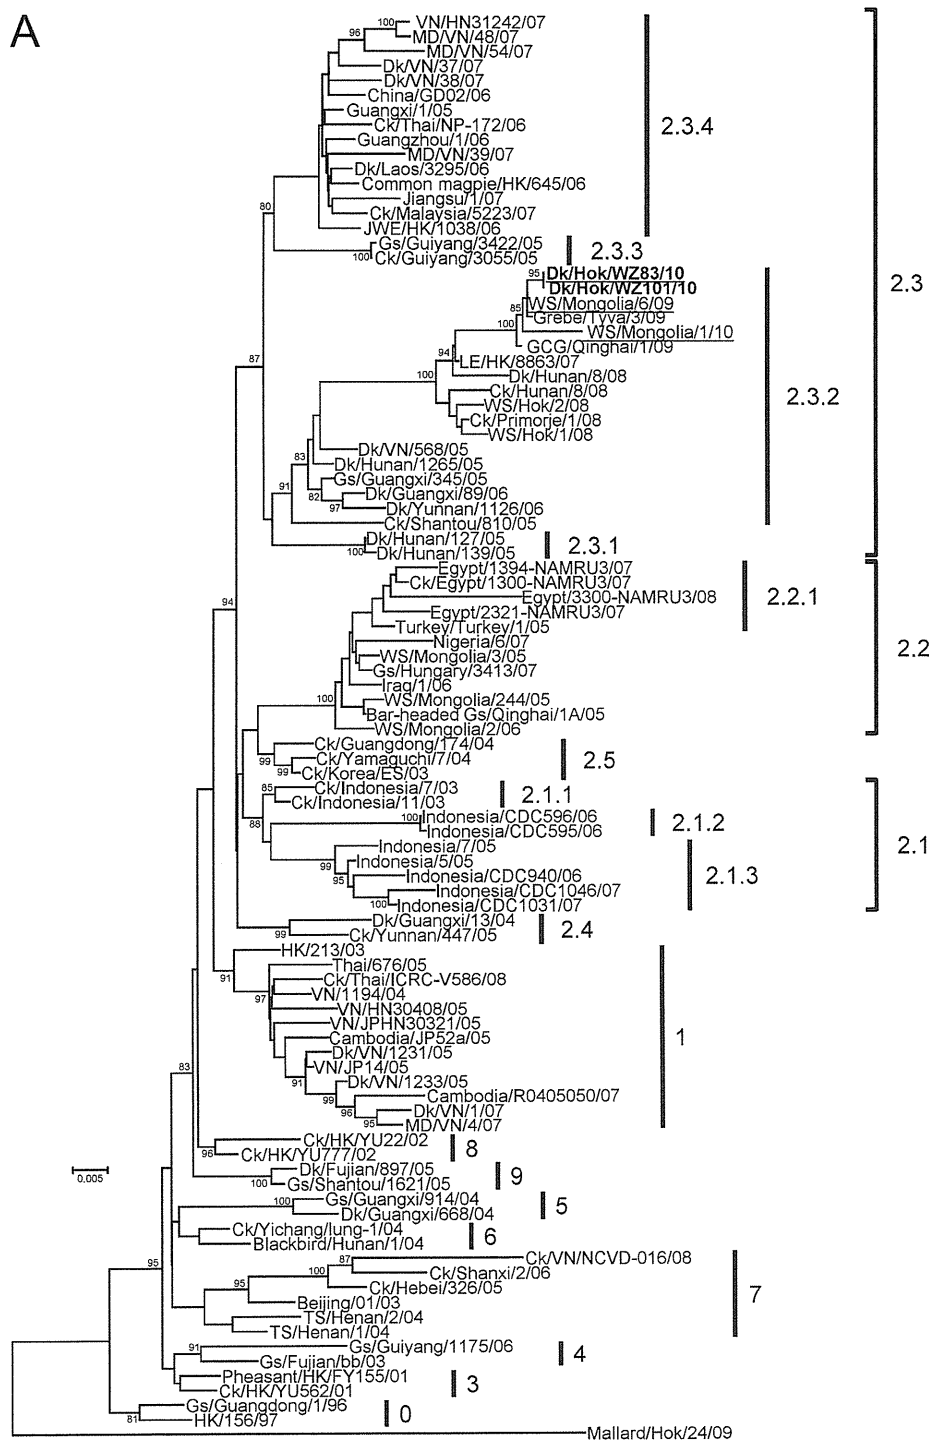 A
VN/HN31242/07
100
MD/VN/48/07
96
MD/VN/54/07
Dk/VN/37/07
Dk/VN/38/07
China/GD02/06
Guangxi/1/05
Ck/Thai/NP-172/06
2.3.4
Guangzhou/1/06
MD/VN/39/07
Dk/Laos/3295/06
Common magpie/HK/645/06
Jiangsu/1/07
80
Ck/Malaysia/5223/07
JWE/HK/1038/06
Gs/Guiyang/3422/05
100
Ck/Guiyang/3055/05
2.3.3
95
Dk/Hok/WZ83/10
Dk/Hok/WZ101/10
2.3
85
WS/Mongolia/6/09
Grebe/Tyva/3/09
100
WS/Mongolia/1/10
GCG/Qinghai/1/09
87
94
LE/HK/8863/07
100
Dk/Hunan/8/08
Ck/Hunan/8/08
2.3.2
WS/Hok/2/08
Ck/Primorje/1/08
WS/Hok/1/08
Dk/VN/568/05
83
Dk/Hunan/1265/05
Gs/Guangxi/345/05
91
82
Dk/Guangxi/89/06
97
Dk/Yunnan/1126/06
Ck/Shantou/810/05
Dk/Hunan/127/05
100
Dk/Hunan/139/05
2.3.1
Egypt/1394-NAMRU3/07
Ck/Egypt/1300-NAMRU3/07
Egypt/3300-NAMRU3/08
2.2.1
94
Egypt/2321-NAMRU3/07
Turkey/Turkey/1/05
Nigeria/6/07
2.2
WS/Mongolia/3/05
Gs/Hungary/3413/07
Iraq/1/06
100
WS/Mongolia/244/05
Bar-headed Gs/Qinghai/1A/05
WS/Mongolia/2/06
Ck/Guangdong/174/04
99
Ck/Yamaguchi/7/04
2.5
99
Ck/Korea/ES/03
85
Ck/Indonesia/7/03
2.1.1
Ck/Indonesia/11/03
88
100
Indonesia/CDC596/06
2.1.2
Indonesia/CDC595/06
2.1
Indonesia/7/05
99
Indonesia/5/05
95
Indonesia/CDC940/06
2.1.3
Indonesia/CDC1046/07
100
Indonesia/CDC1031/07
Dk/Guangxi/13/04
2.4
99
Ck/Yunnan/447/05
HK/213/03
91
Thai/676/05
Ck/Thai/ICRC-V586/08
97
VN/1194/04
VN/HN30408/05
VN/JPHN30321/05
Cambodia/JP52a/05
1
Dk/VN/1231/05
VN/JP14/05
83
91
Dk/VN/1233/05
99
Cambodia/R0405050/07
96
Dk/VN/1/07
95
MD/VN/4/07
Ck/HK/YU22/02
8
96
Ck/HK/YU777/02
Dk/Fujian/897/05
9
0.005
100
Gs/Shantou/1621/05
100
Gs/Guangxi/914/04
5
Dk/Guangxi/668/04
Ck/Yichang/lung-1/04
6
Blackbird/Hunan/1/04
87
Ck/VN/NCVD-016/08
95
100
Ck/Shanxi/2/06
95
Ck/Hebei/326/05
7
Beijing/01/03
TS/Henan/2/04
TS/Henan/1/04
91
Gs/Guiyang/1175/06
4
Gs/Fujian/bb/03
Pheasant/HK/FY155/01
3
Ck/HK/YU562/01
Gs/Guangdong/1/96
0
81
HK/156/97
Mallard/Hok/24/09